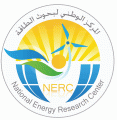 المركز الوطني لبحوث الطاقة
NERC
National Energy Research Center